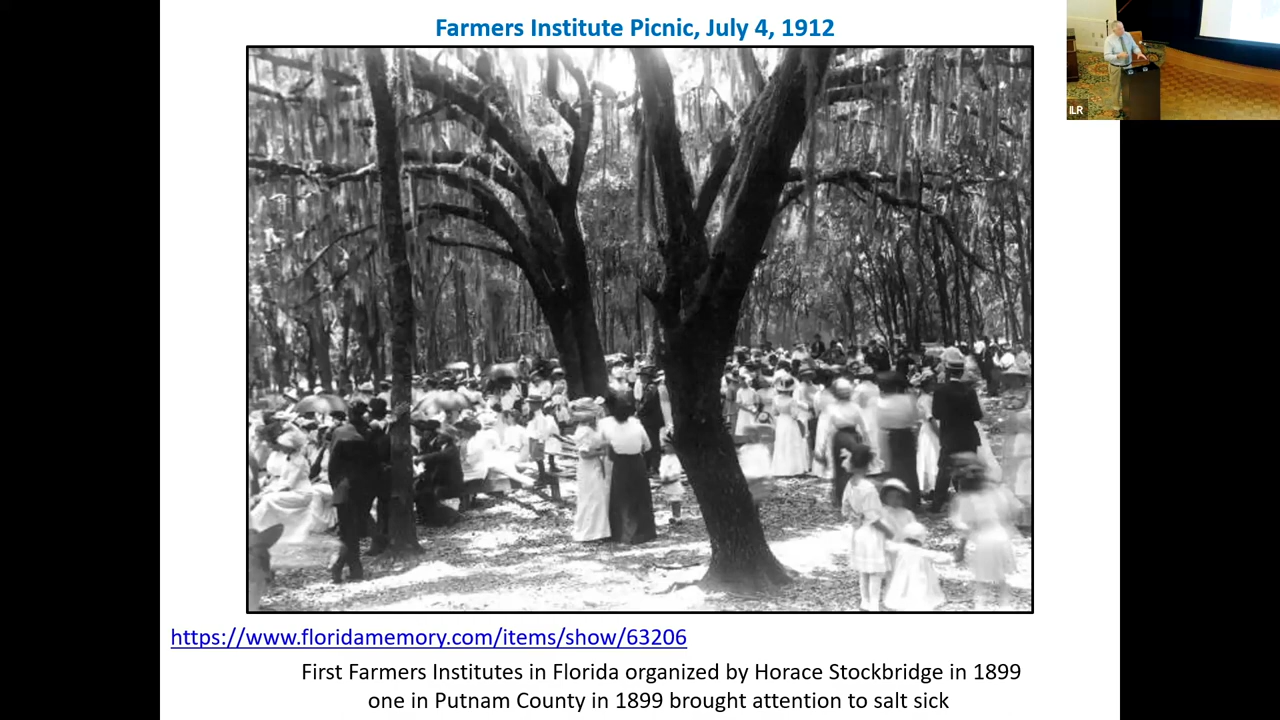 Farmers Institute Picnic, July 4, 1912
ILR
https://www.floridamemory.com/items/show/63206
First Farmers Institutes in Florida organized by Horace Stockbridge in 1899
one in Putnam County in 1899 brought attention to salt sick